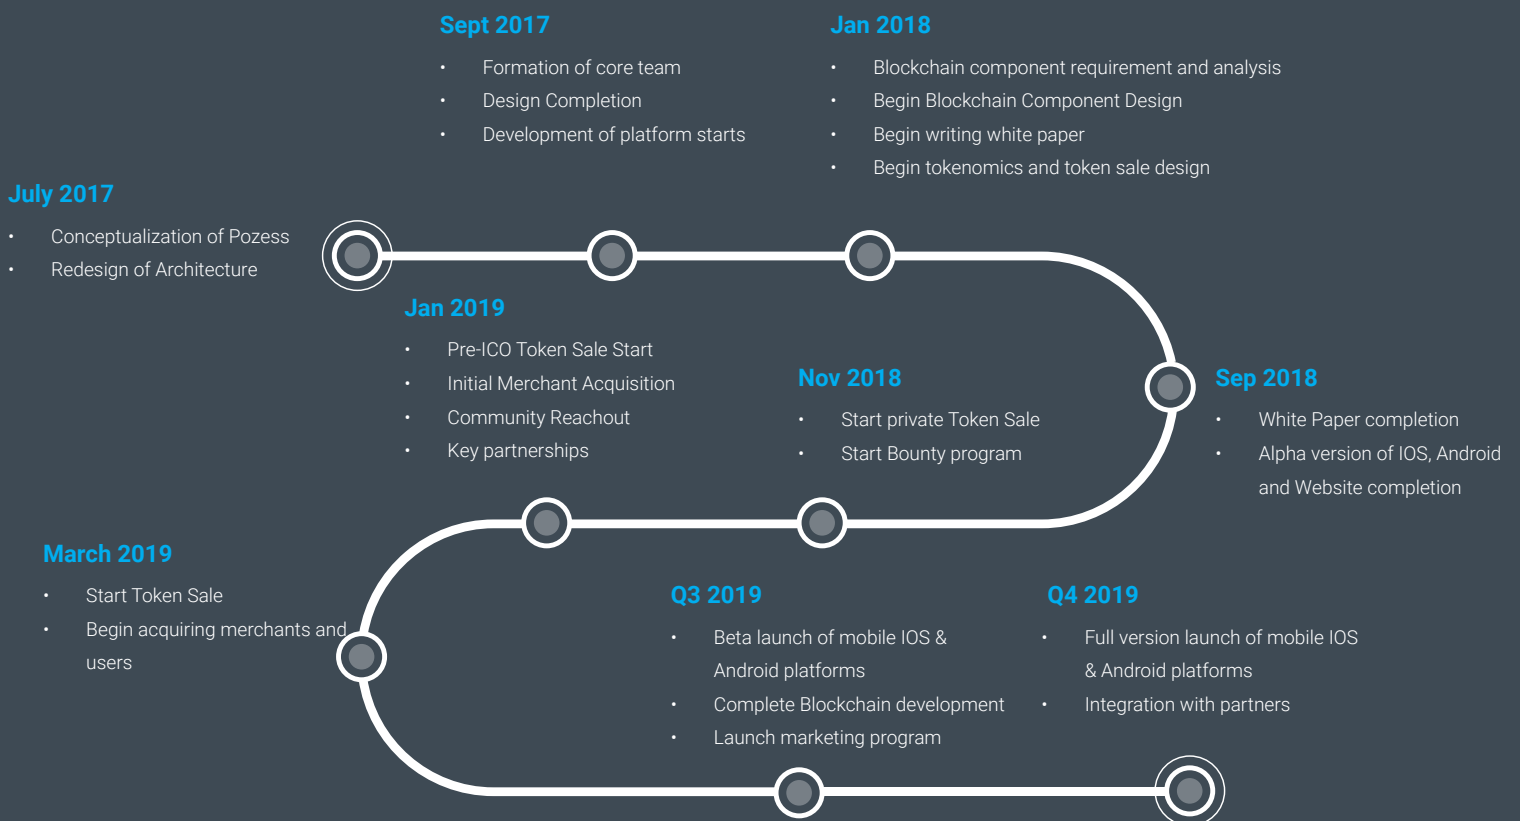 July 2017
• Conceptualization of Pozess
• Redesign of Architecture
Sept 2017
• Formation of core team
• Design Completion
• Development of platform starts
Jan 2018
• Blockchain component requirement and analysis
• Begin Blockchain Component Design
• Begin writing white paper
• Begin tokenomics and token sale design
Sep 2018
• White Paper completion
• Alpha version of IOS, Android
and Website completion
Nov 2018
• Start private Token Sale
• Start Bounty program
Jan 2019
• Pre-ICO Token Sale Start
• Initial Merchant Acquisition
• Community Reachout
• Key partnerships
March 2019
• Start Token Sale
• Begin acquiring merchants and
users
Q3 2019
• Beta launch of mobile IOS &
Android platforms
• Complete Blockchain development
• Launch marketing program
Q4 2019
• Full version launch of mobile IOS
& Android platforms
• Integration with partners